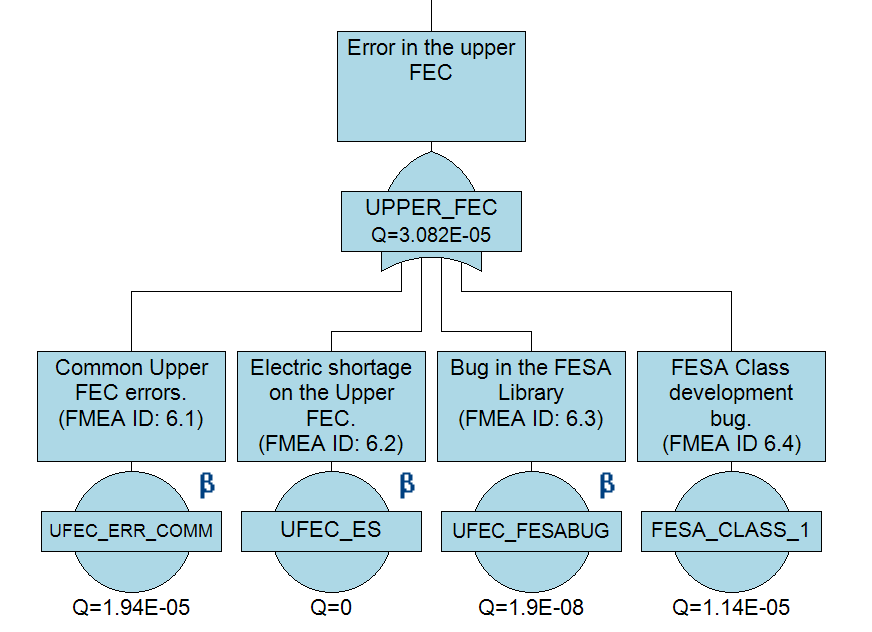 Error in the upper
FEC
UPPER_FEC
Q=3.082E-05
Common Upper
FEC errors.
(FMEA ID: 6.1)
Electric shortage
on the Upper
FEC.
(FMEA ID: 6.2)
Bug in the FESA
Library
(FMEA ID: 6.3)
FESA Class
development
bug.
(FMEA ID 6.4)
β
β
β
UFEC_ERR_COMM
UFEC_ES
UFEC_FESABUG
FESA_CLASS_1
Q=1.94E-05
Q=0
Q=1.9E-08
Q=1.14E-05